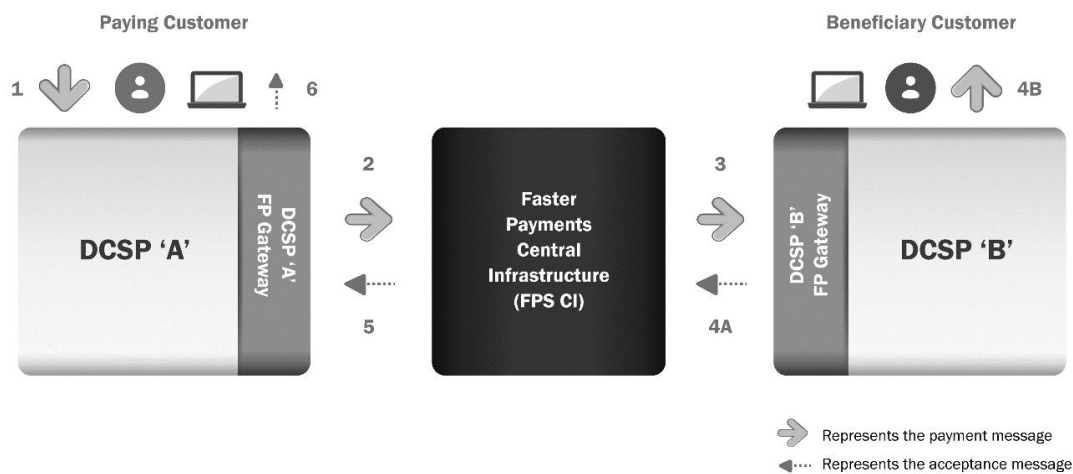 Paying Customer
Beneficiary Customer
1
6
4B
DCSP ‘A’
DCSP ‘A’
FP Gateway
2
5
Faster
Payments
Central
Infrastructure
(FPS CI)
3
4A
DCSP ‘B’
FP Gateway
DCSP ‘B’
Represents the payment message
Represents the acceptance message